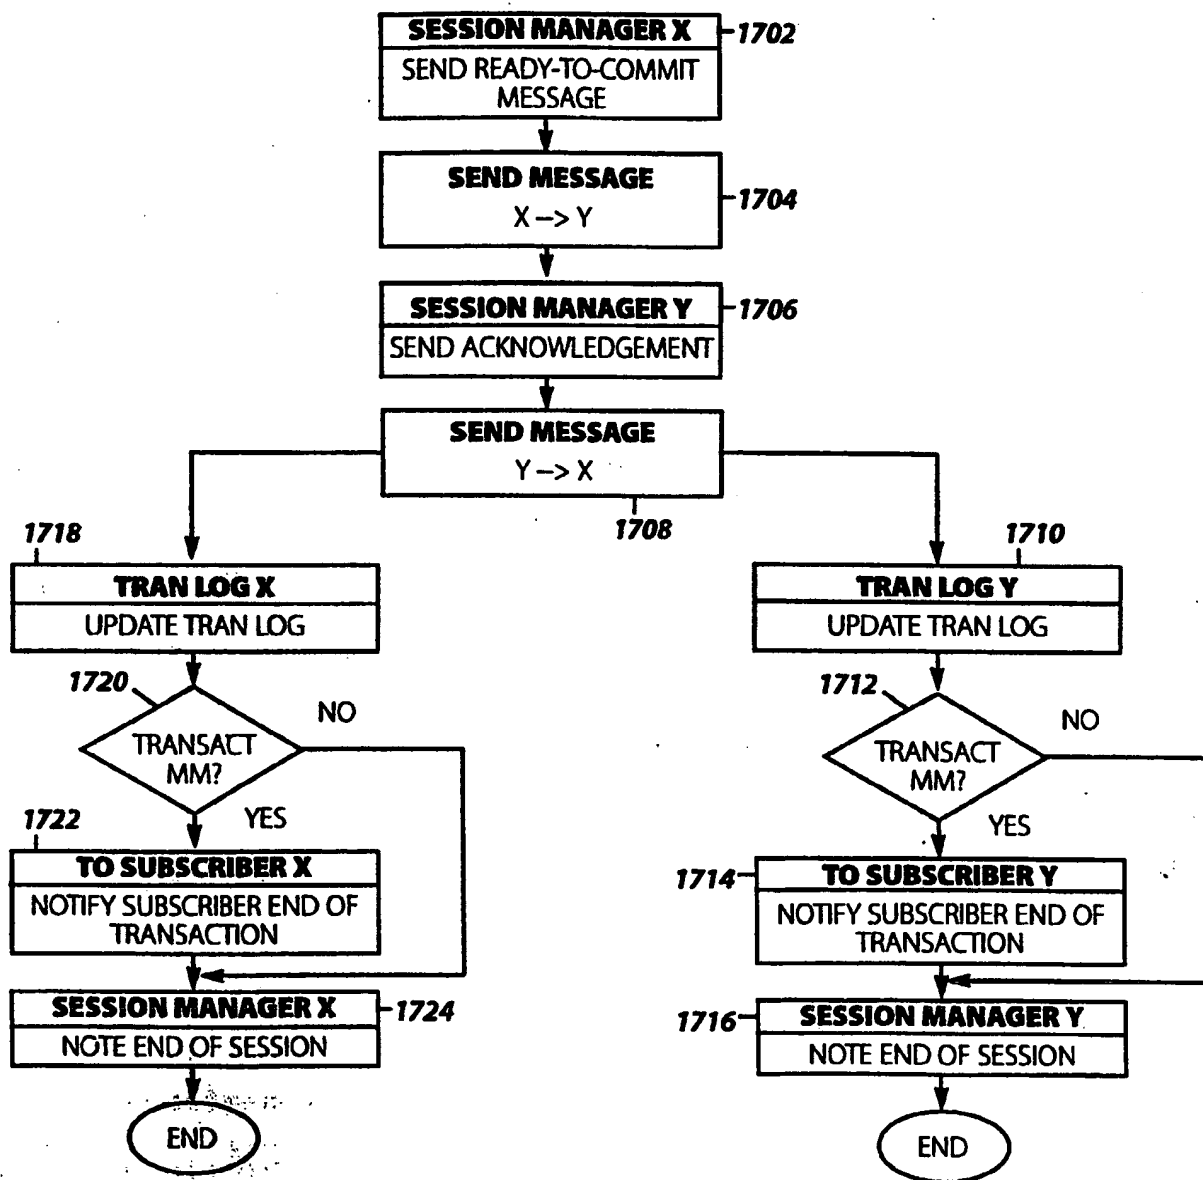 SESSION MANAGER X
1702
SEND READY-TO-COMMIT
MESSAGE
SEND MESSAGE
1704
X –> Y
SESSION MANAGER Y
1706
SEND ACKNOWLEDGEMENT
SEND MESSAGE
Y –> X
1708
1718
TRAN LOG X
UPDATE TRAN LOG
1720
NO
TRANSACT
MM?
YES
1722
TO SUBSCRIBER X
NOTIFY SUBSCRIBER END OF
TRANSACTION
SESSION MANAGER X
1724
NOTE END OF SESSION
END
1710
TRAN LOG Y
UPDATE TRAN LOG
1712
NO
TRANSACT
MM?
YES
1714
TO SUBSCRIBER Y
NOTIFY SUBSCRIBER END OF
TRANSACTION
1716
SESSION MANAGER Y
NOTE END OF SESSION
END